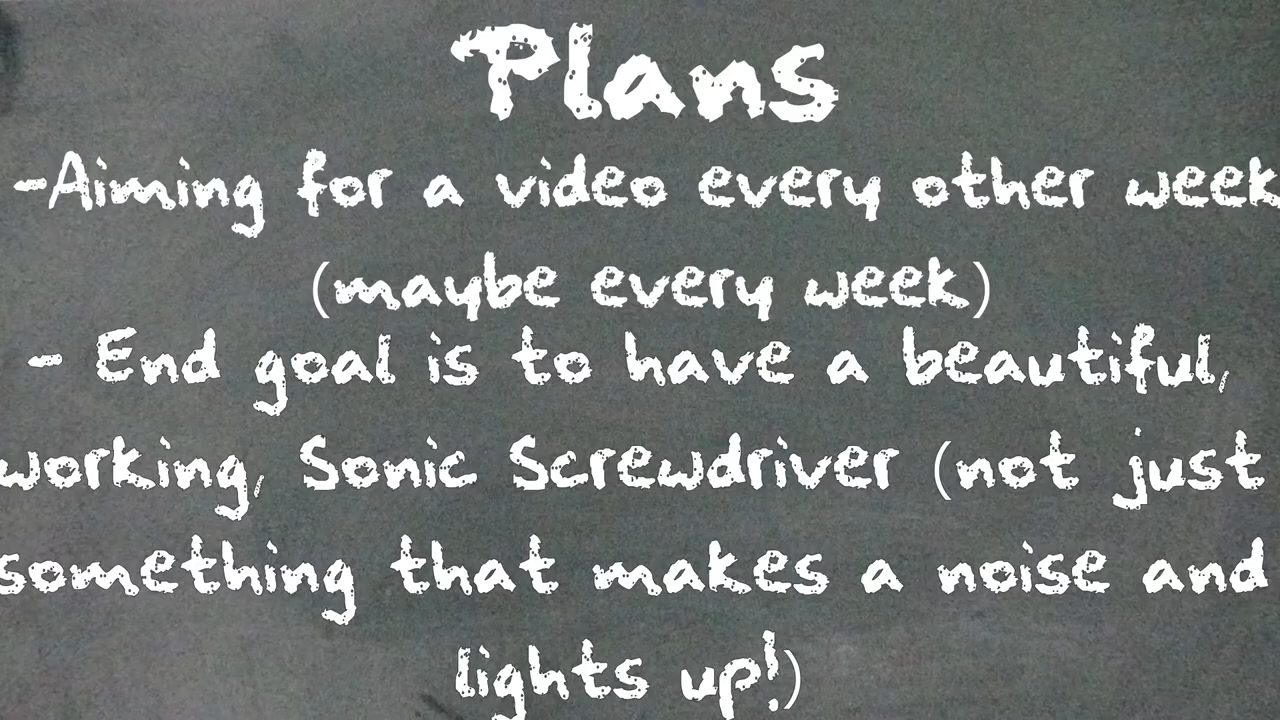 Plans
-Aiming for a video every other week
(maybe every week)
- End goal is to have a beautiful,
working, Sonic Screwdriver (not just
something that makes a noise and
lights up!)